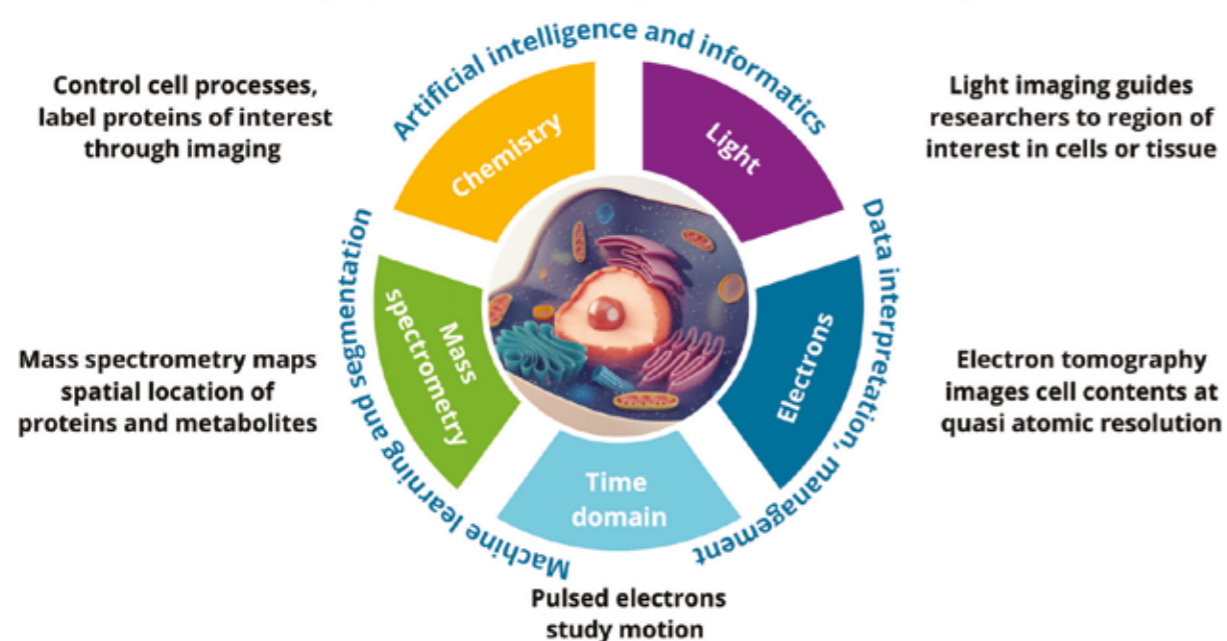 Artificial intelligence and informatics
Control cell processes,
label proteins of interest
through imaging
Chemistry
Light
Light imaging guides
researchers to region of
interest in cells or tissue
Machine learning and segmentation
Data interpretation, management
Mass spectrometry maps
spatial location of
proteins and metabolites
Mass
spectrometry
Electrons
Electron tomography
images cell contents at
quasi atomic resolution
Time
domain
Pulsed electrons
study motion